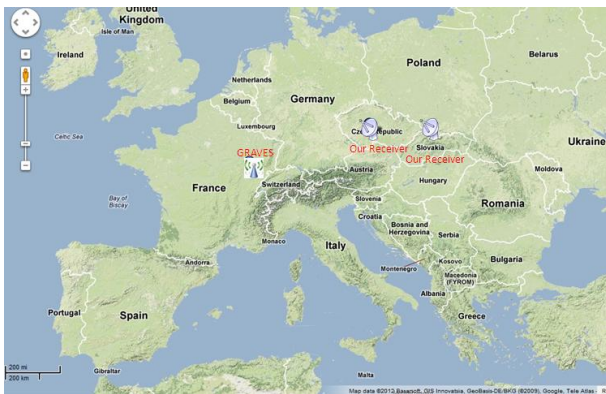 United
Kingdom
Isle of Man
Ireland
Poland
Belarus
Netherlands
Germany
Belgium
Celtic Sea
Luxembourg
Ukraine
Our Receiver
Slovakia
Our Receiver
GRAVES
Austria
Moldova
France
Switzerland
Hungary
Slovenia
Romania
Bay of
Biscay
Croatia
Bosnia and
Herzegovina
Serbia
Monaco
Italy
Andorra
Kosovo
Bulgaria
Montenegro
Macedonia
(FYROM)
Albania
Portugal
Spain
Greece
200 mi
200 km
Gibraltar
Malta
Map data ©2013 Basarsoft, GIS Innovatsia, GeoBasis-DE/BKG (©2009), Google, Tele Atlas